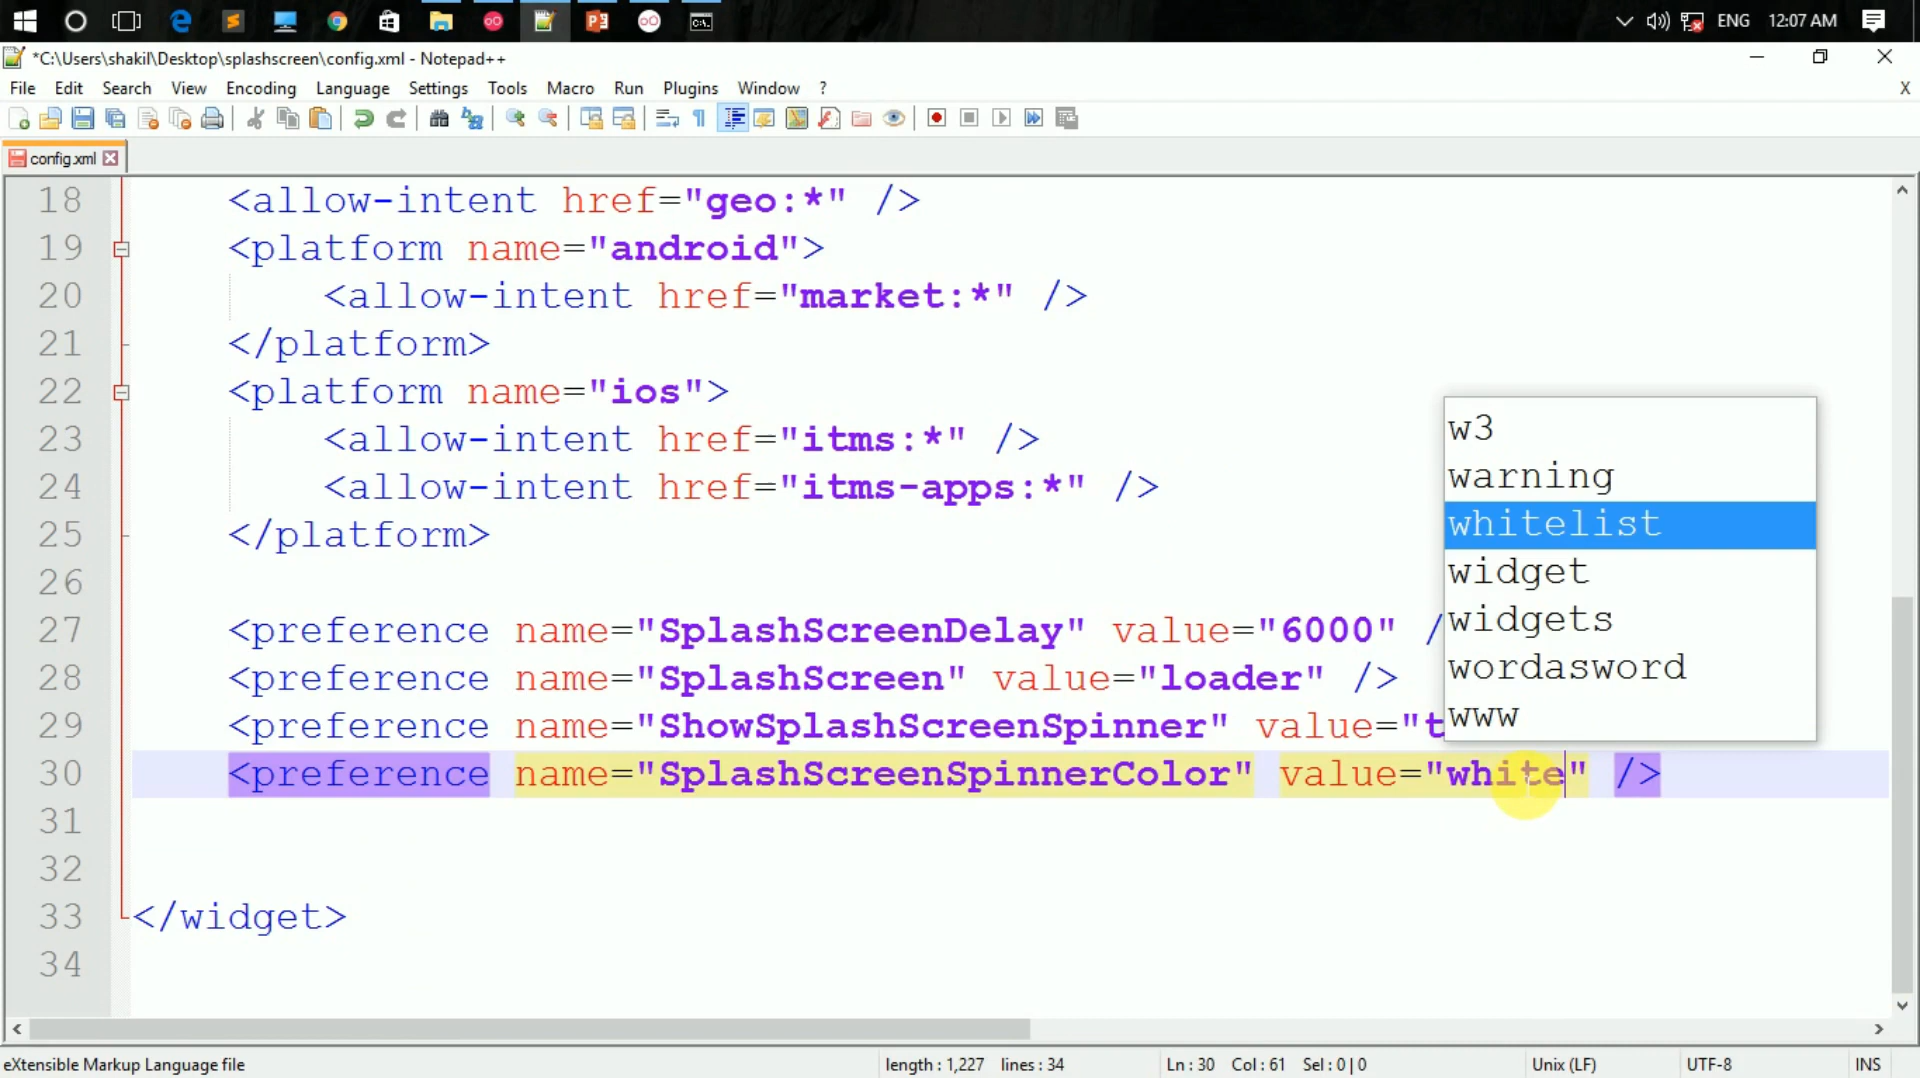 ENG 12:07 AM
*C:\Users\shakil\Desktop\splashscreen\config.xml - Notepad++
File Edit Search View Encoding Language Settings Tools Macro Run Plugins Window ? X
config.xml
18 <allow-intent href="geo:*" />
19 <platform name="android">
20 <allow-intent href="market:*" />
21 </platform>
22 <platform name="ios">
23 <allow-intent href="itms:*" />
24 <allow-intent href="itms-apps:*" />
25 </platform>
26
27 <preference name="SplashScreenDelay" value="6000" /
28 <preference name="SplashScreen" value="loader" />
29 <preference name="ShowSplashScreenSpinner" value="t
30 <preference name="SplashScreenSpinnerColor" value="white" />
31
32
33 </widget>
34
w3
warning
whitelist
widget
widgets
wordasword
www
eXtensible Markup Language file length : 1,227 lines : 34 Ln : 30 Col : 61 Sel : 0 | 0 Unix (LF) UTF-8 INS